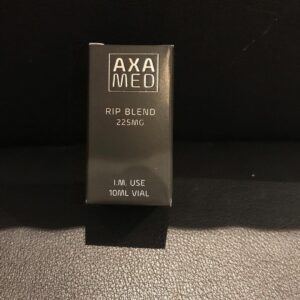 AXA
MED
RIP BLEND
225MG
I.M. USE
10ML VIAL